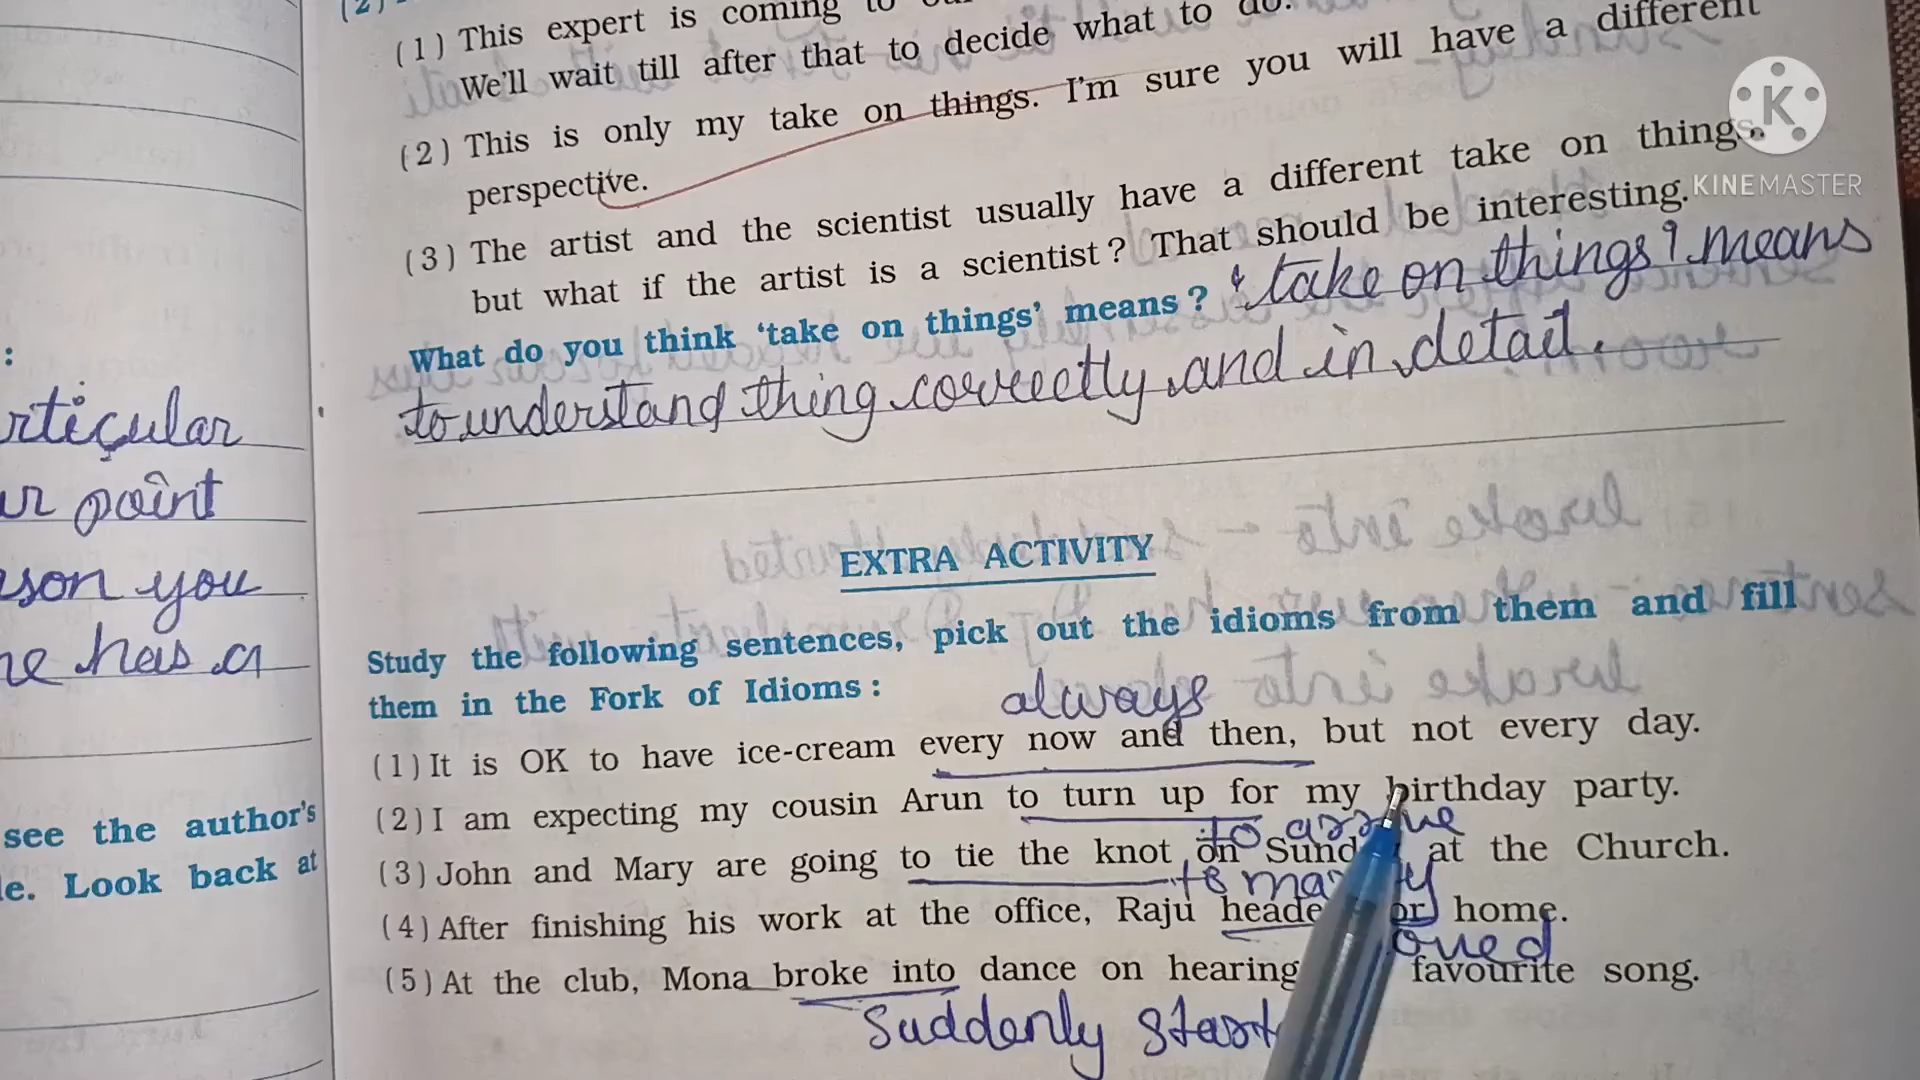 (1) This expert is coming to
We'll wait till after that to decide what to do.
(2) This is only my take on things. I'm sure you will have a different
perspective.
(3) The artist and the scientist usually have a different take on things.
but what if the artist is a scientist? That should be interesting.
What do you think 'take on things' means? 'take on things' means
to understand thing correctly and in detail.
EXTRA ACTIVITY
Study the following sentences, pick out the idioms from them and fill
them in the Fork of Idioms:
always
(1) It is OK to have ice-cream every now and then, but not every day.
(2) I am expecting my cousin Arun to turn up for my birthday party.
to
(3) John and Mary are going to tie the knot on at the Church.
to
(4) After finishing his work at the office, Raju home.
(5) At the club, Mona broke into dance on hearing favourite song.
Suddenly
:
rticular
ur point
son you
he has a
see the author's
e. Look back at
K
KINEMASTER